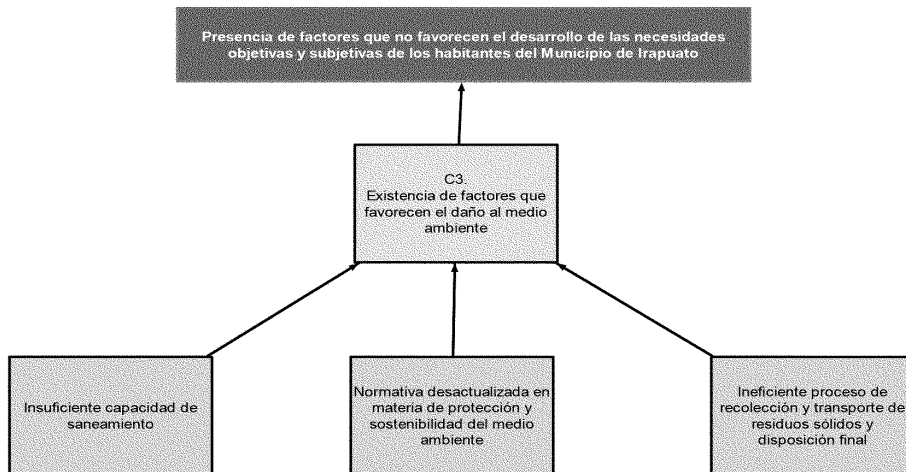 Presencia de factores que no favorecen el desarrollo de las necesidades
objetivas y subjetivas de los habitantes del Municipio de Irapuato
C3.
Existencia de factores que
favorecen el daño al medio
ambiente
Insuficiente capacidad de
saneamiento
Normativa desactualizada en
materia de protección y
sostenibilidad del medio
ambiente
Ineficiente proceso de
recolección y transporte de
residuos sólidos y
disposición final